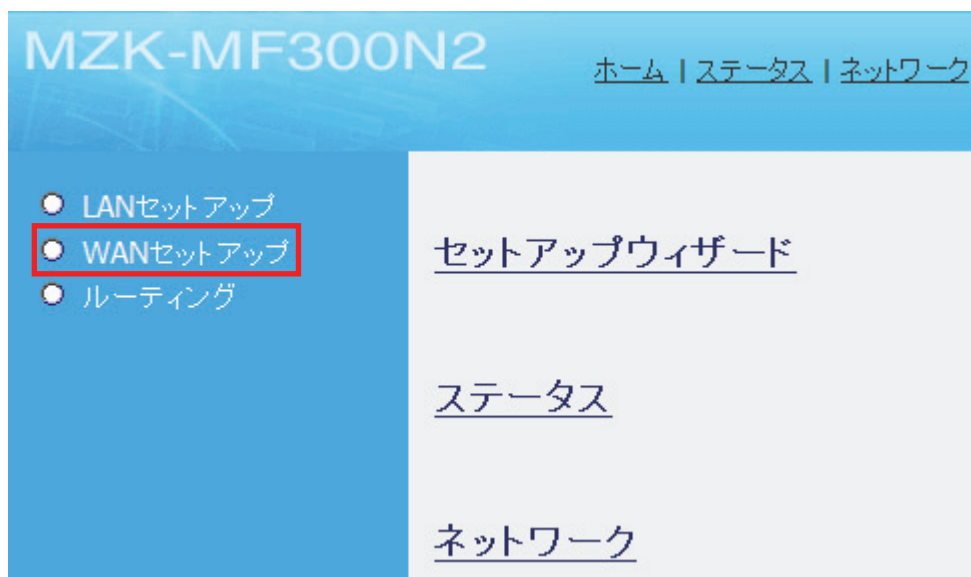 MZK-MF300N2
ホーム | ステータス | ネットワーク
LANセットアップ
WANセットアップ
ルーティング
セットアップウィザード
ステータス
ネットワーク